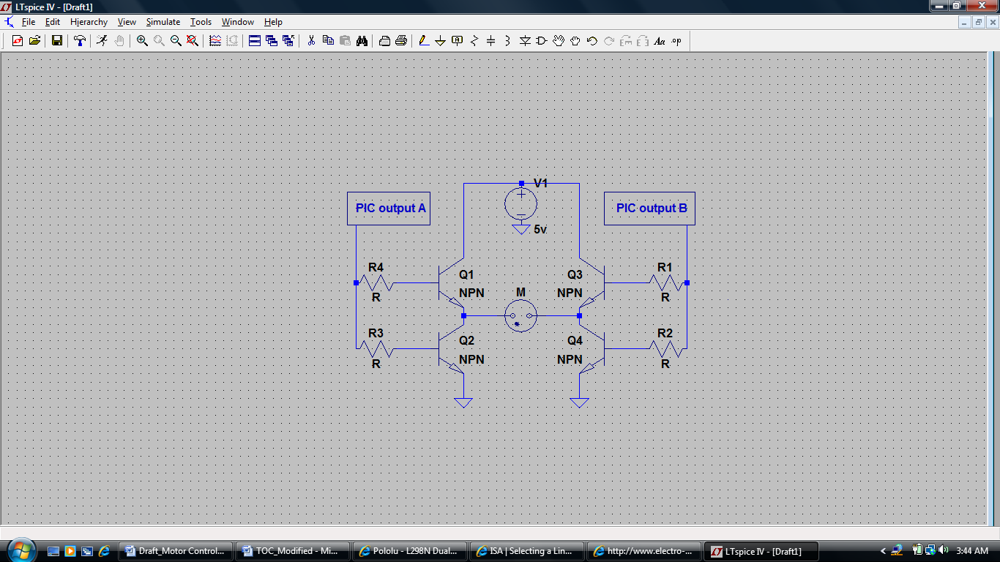 LTspice IV - [Draft1]
File Edit Hierarchy View Simulate Tools Window Help
Aa .op
V1
PIC output A
PIC output B
5v
R4
R1
Q1
Q3
M
R
NPN
NPN
R
R3
R2
Q2
Q4
R
NPN
NPN
R
Draft_Motor Control...
TOC_Modified - Mi...
Pololu - L298N Dual...
ISA | Selecting a Lin...
http://www.electro-...
LTspice IV - [Draft1]
3:44 AM